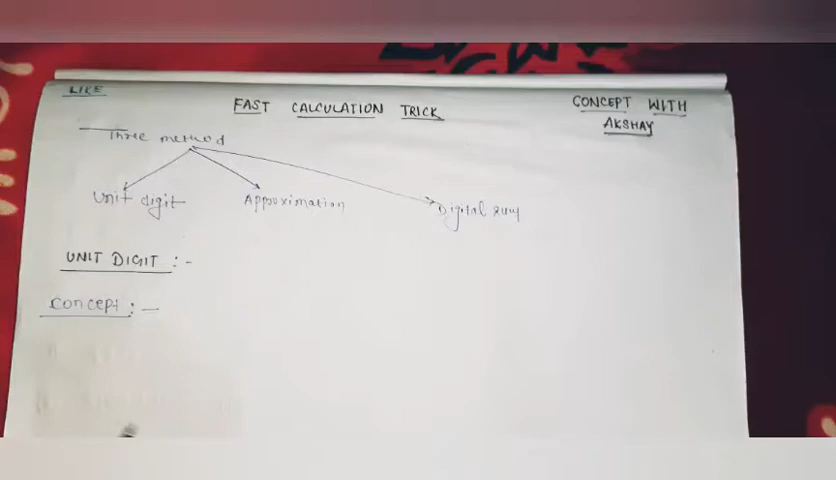 LIKE
FAST CALCULATION TRICK
CONCEPT WITH
AKSHAY
Three method
Unit digit
Approximation
Digital sum
UNIT DIGIT :-
Concept :-